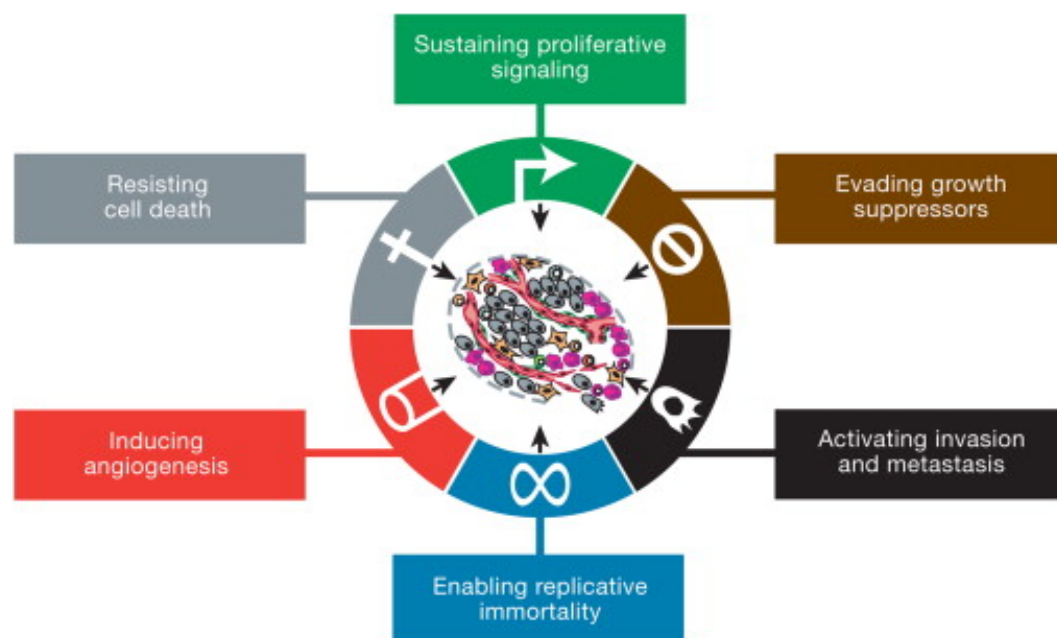 Sustaining proliferative
signaling
Resisting
cell death
Evading growth
suppressors
Inducing
angiogenesis
Activating invasion
and metastasis
Enabling replicative
immortality